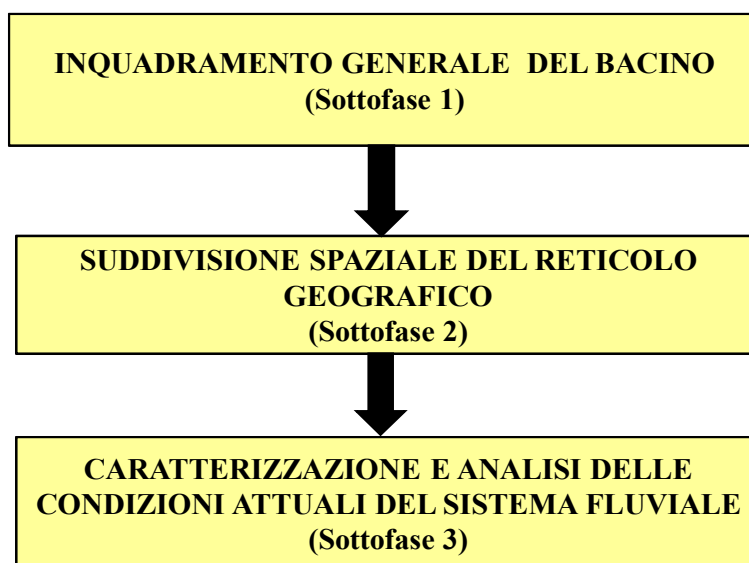 INQUADRAMENTO GENERALE DEL BACINO
(Sottofase 1)
SUDDIVISIONE SPAZIALE DEL RETICOLO
GEOGRAFICO
(Sottofase 2)
CARATTERIZZAZIONE E ANALISI DELLE
CONDIZIONI ATTUALI DEL SISTEMA FLUVIALE
(Sottofase 3)